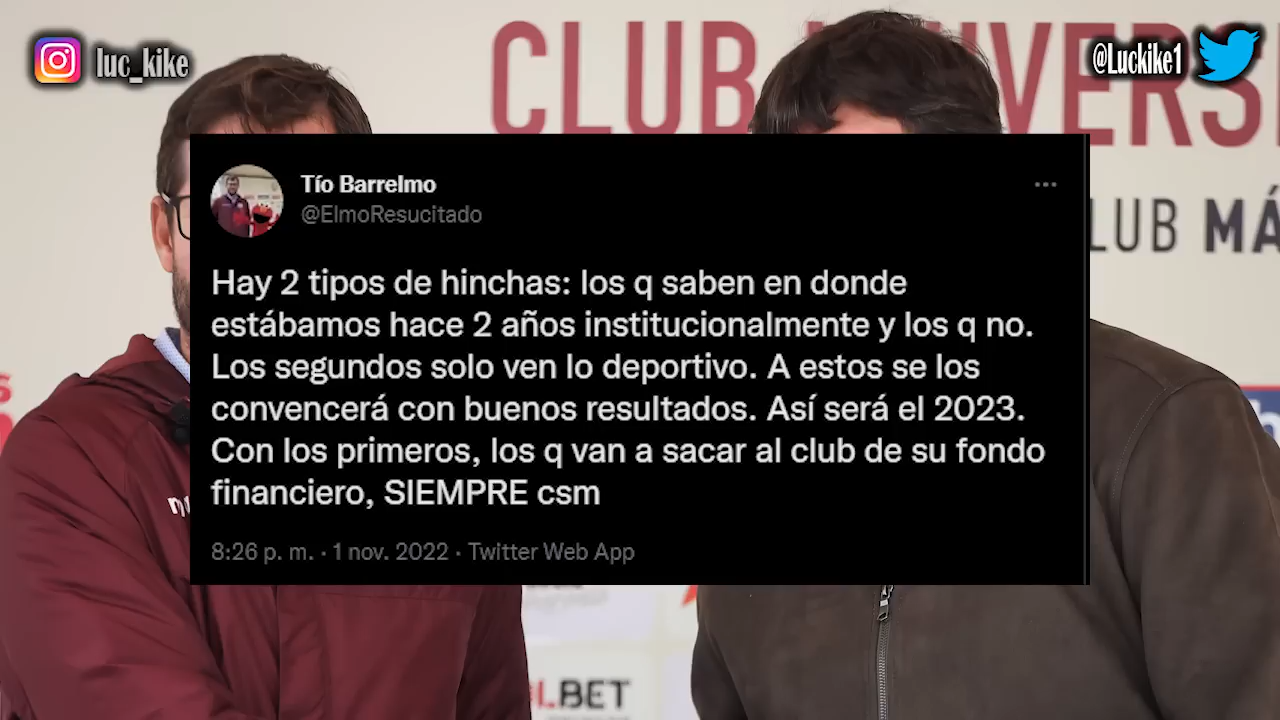 luc_kike
@Luckike1
CLUB
VERS
LUB MÁ
Tío Barrelmo
@ElmoResucitado
Hay 2 tipos de hinchas: los q saben en donde
estábamos hace 2 años institucionalmente y los q no.
Los segundos solo ven lo deportivo. A estos se los
convencerá con buenos resultados. Así será el 2023.
Con los primeros, los q van a sacar al club de su fondo
financiero, SIEMPRE csm
8:26 p. m. · 1 nov. 2022 · Twitter Web App
LBET